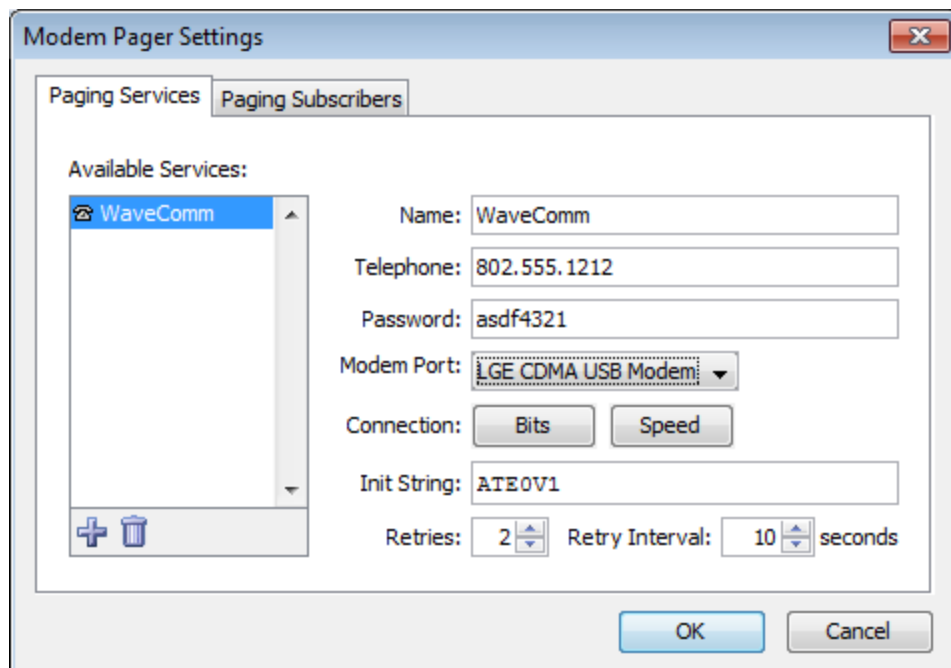 Modem Pager Settings
Paging Services Paging Subscribers
Available Services:
WaveComm
Name: WaveComm
Telephone: 802.555.1212
Password: asdf4321
Modem Port: LGE CDMA USB Modem
Connection: Bits Speed
Init String: ATE0V1
Retries: 2 Retry Interval: 10 seconds
OK Cancel